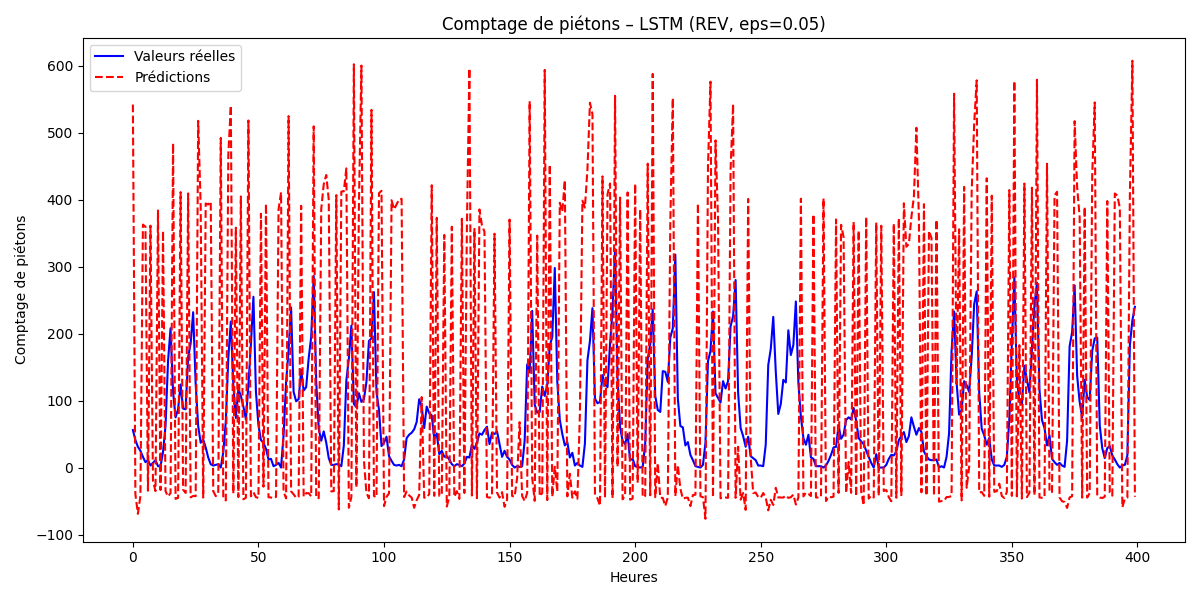 Comptage de piétons – LSTM (REV, eps=0.05)
Valeurs réelles
Prédictions
Comptage de piétons
600
500
400
300
200
100
0
−100
0 50 100 150 200 250 300 350 400
Heures